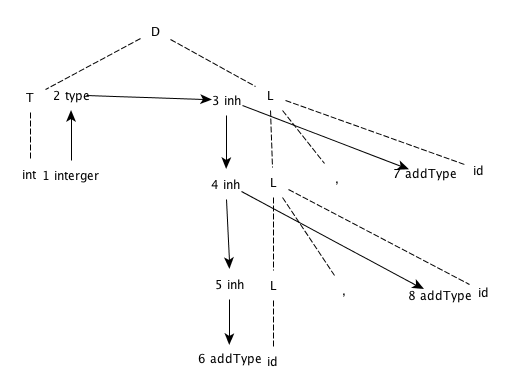 D
T 2 type 3 inh L
int 1 interger 7 addType id
4 inh L ,
5 inh L , 8 addType id
6 addType id